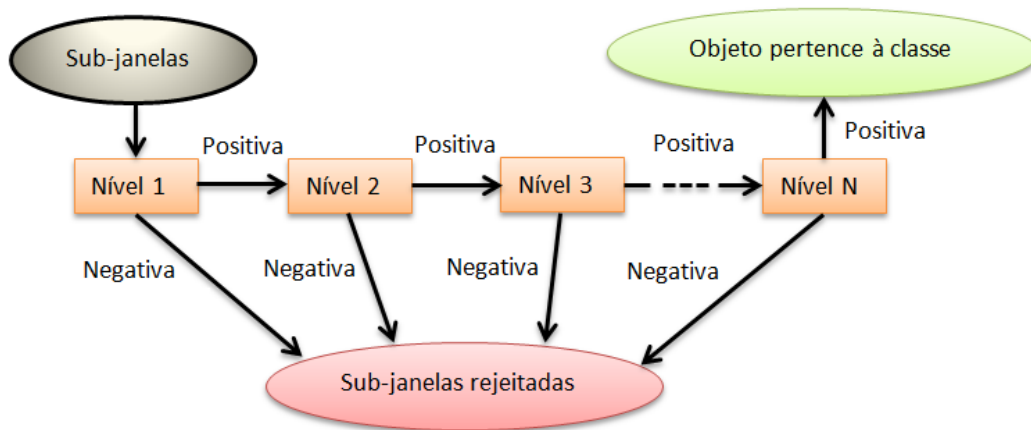 Sub-janelas
Objeto pertence à classe
Positiva
Positiva
Positiva
Positiva
Nível 1
Nível 2
Nível 3
Nível N
Negativa
Negativa
Negativa
Negativa
Sub-janelas rejeitadas